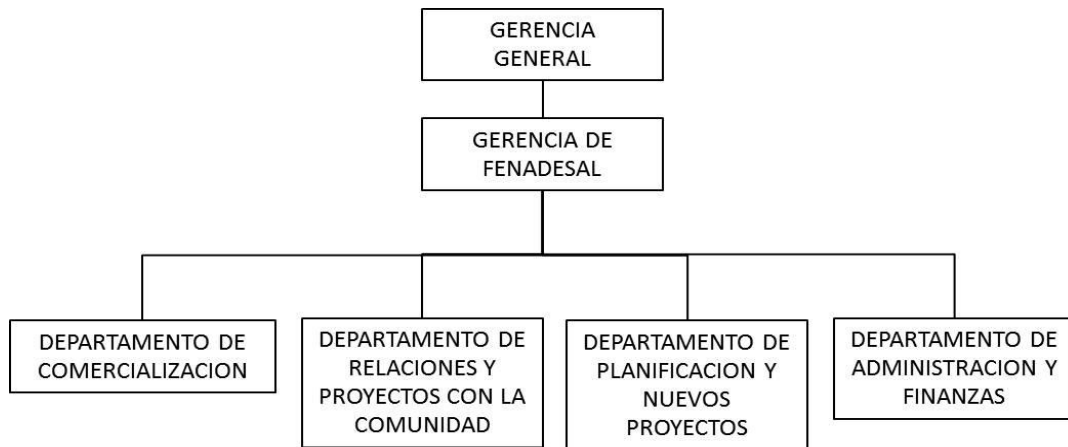 GERENCIA
GENERAL
GERENCIA DE
FENADESAL
DEPARTAMENTO DE
COMERCIALIZACION
DEPARTAMENTO DE
RELACIONES Y
PROYECTOS CON LA
COMUNIDAD
DEPARTAMENTO DE
PLANIFICACION Y
NUEVOS
PROYECTOS
DEPARTAMENTO DE
ADMINISTRACION Y
FINANZAS